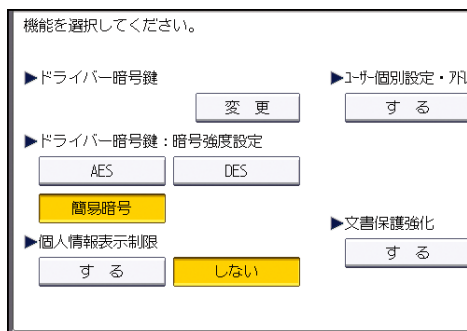 機能を選択してください。
▶ドライバー暗号鍵
変 更
▶ドライバー暗号鍵：暗号強度設定
AES
DES
簡易暗号
▶個人情報表示制限
す る
しない
▶ﾕｰｻﾞｰ個別設定・ｱﾄﾞﾚ
す る
▶文書保護強化
す る